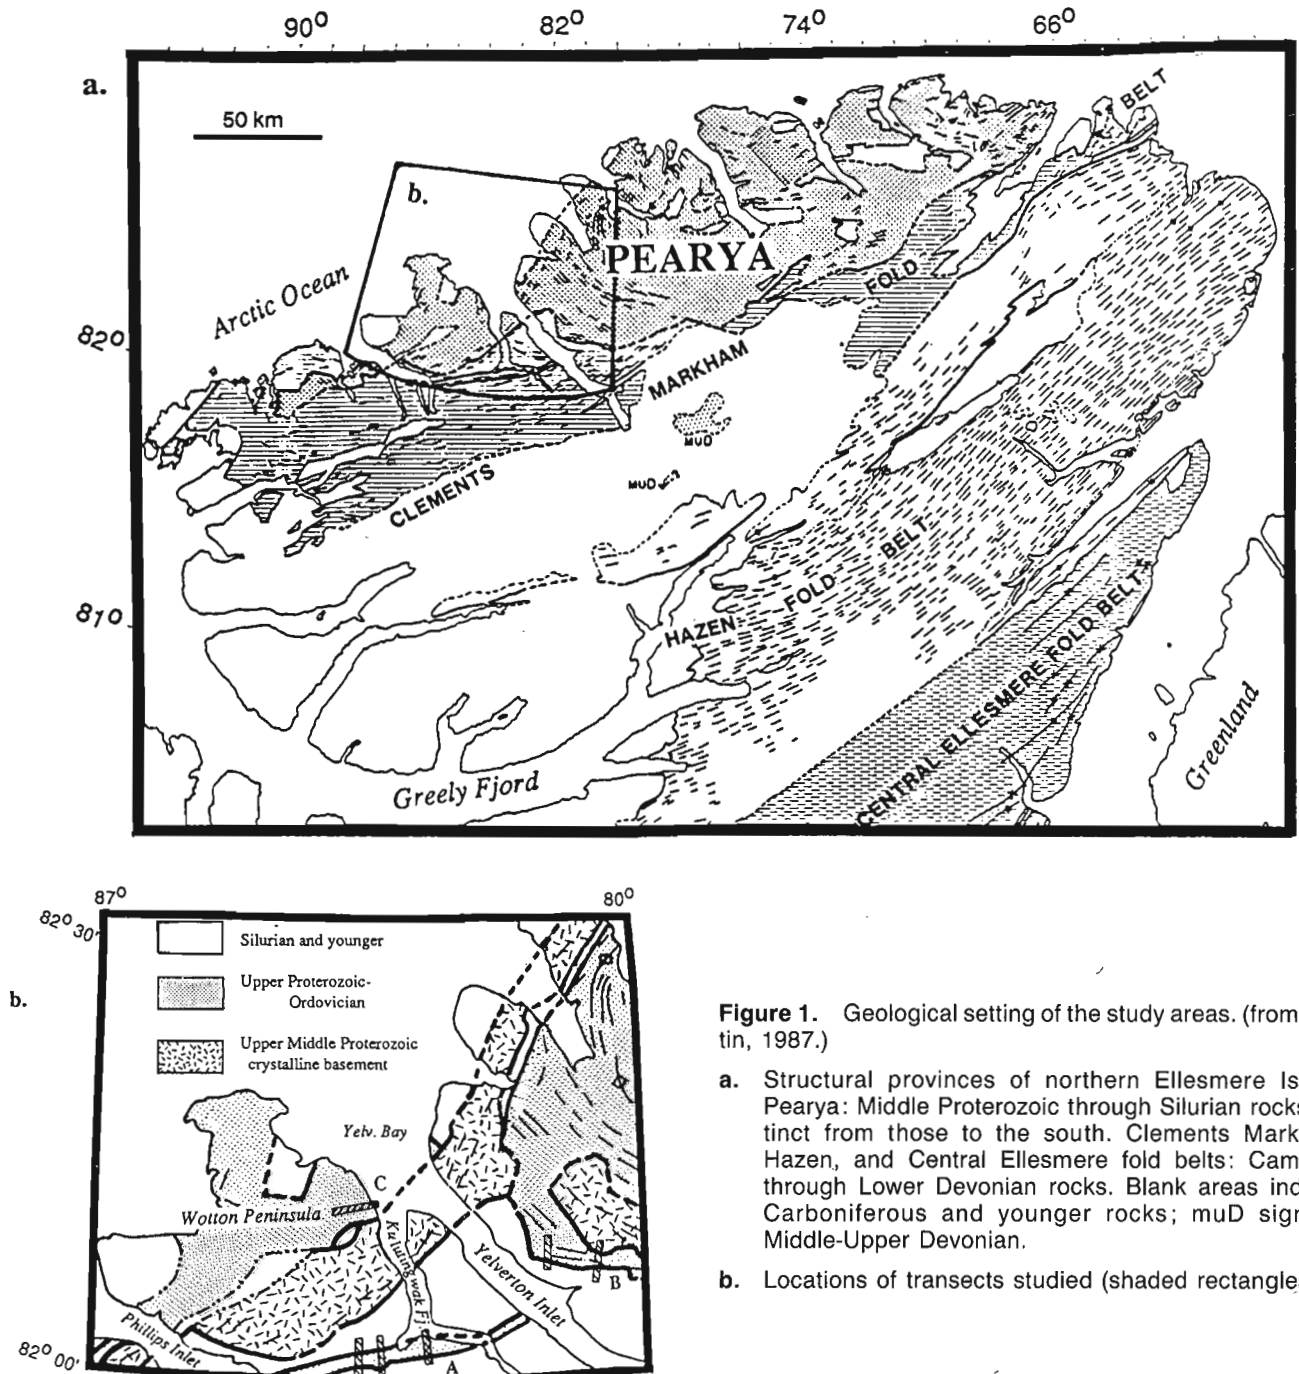 90° 82° 74° 66°
a.
50 km
b.
BELT
PEARYA
FOLD
Arctic Ocean
82°
MARKHAM
MUD
MUD
CLEMENTS
D
BELT
FOLD
HAZEN
81°
CENTRAL ELLESMERE FOLD BELT
Greely Fjord
Greenland
87° 80°
82° 30'
b.
Silurian and younger
Upper Proterozoic-
Ordovician
Upper Middle Proterozoic
crystalline basement
Yelv. Bay
C
Wotton Peninsula
Kulutingwak Fj.
Yelverton Inlet
B
Phillips Inlet
82° 00'
A
Figure 1. Geological setting of the study areas. (from
tin, 1987.)
a. Structural provinces of northern Ellesmere Is
Pearya: Middle Proterozoic through Silurian rocks
tinct from those to the south. Clements Mark
Hazen, and Central Ellesmere fold belts: Cam
through Lower Devonian rocks. Blank areas ind
Carboniferous and younger rocks; muD sign
Middle-Upper Devonian.
b. Locations of transects studied (shaded rectangle